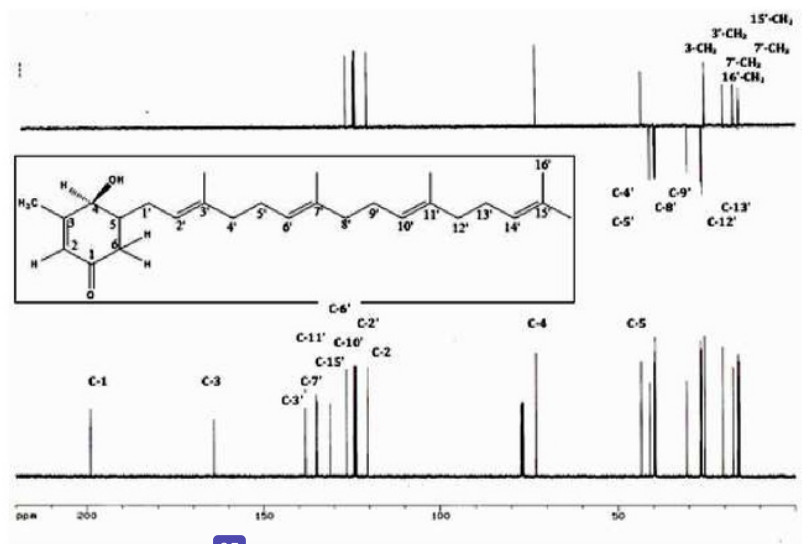 15'-CH₃
3'-CH₃
3-CH₃ 7'-CH₃
7'-CH₃
16'-CH₃
C-4' C-9'
C-8' C-13'
C-5' C-12'
OH
H
H₃C 4 1' 3' 5' 7' 9' 11' 13' 15' 16'
3 5 2' 4' 6' 8' 10' 12' 14'
2 6 H
H 1 H
O
C-6'
C-2'
C-11' C-10' C-2
C-15'
C-7'
C-3'
C-1 C-3 C-4 C-5
ppm 200 150 100 50